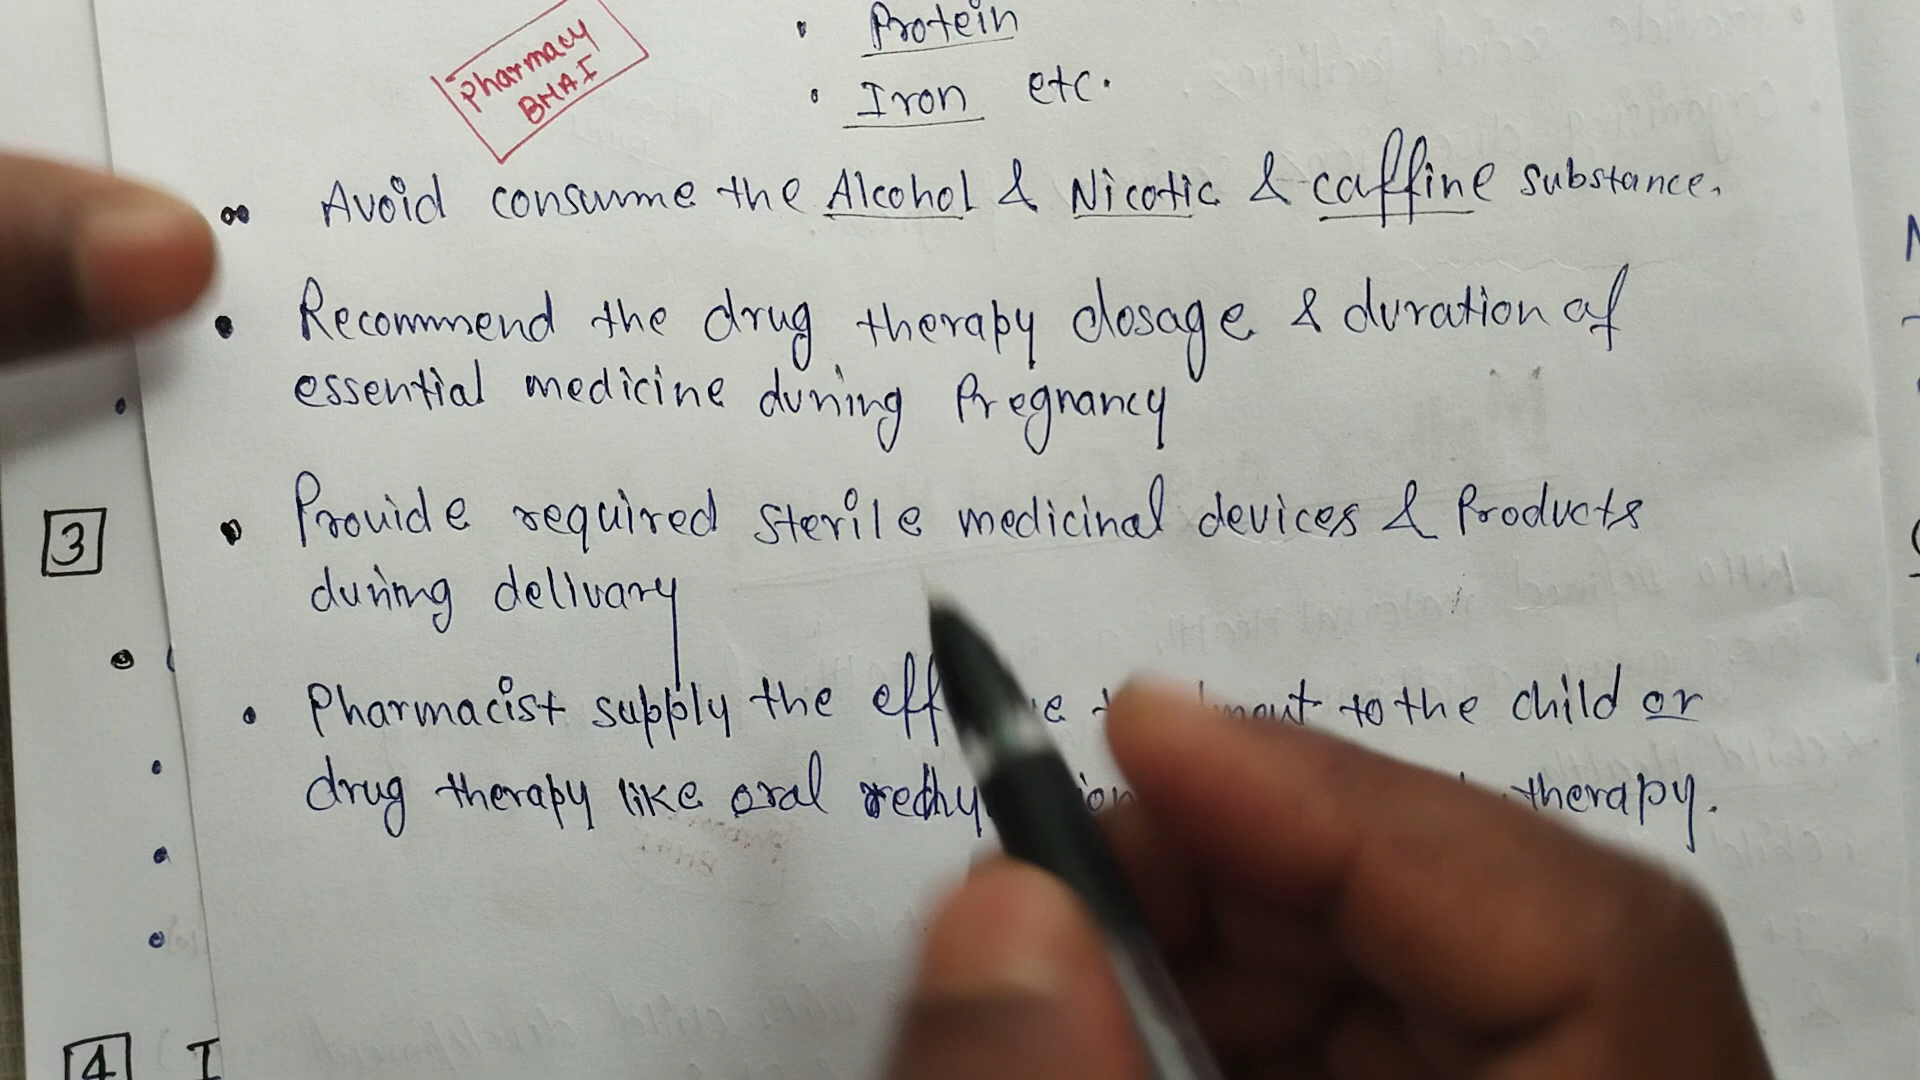 Protein
Iron etc.
Pharmacy
BHAI
Avoid consume the Alcohol & Nicotic & caffine substance.
Recommend the drug therapy dosage & duration of
essential medicine during Pregnancy
3
Provide required sterile medicinal devices & Products
during delivary
Pharmacist supply the to the child or
drug therapy like oral therapy.
4 I